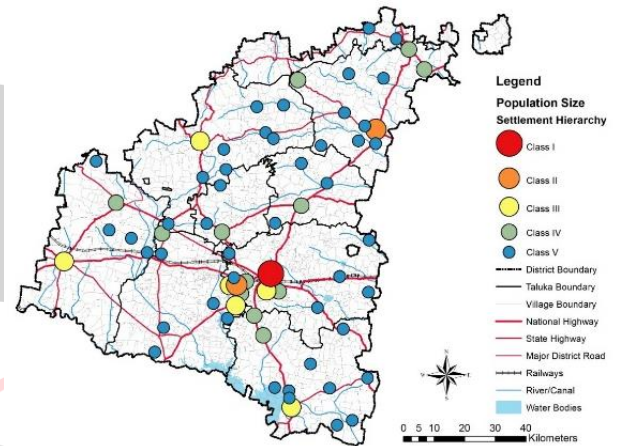 Legend
Population Size
Settlement Hierarchy
Class I
Class II
Class III
Class IV
Class V
District Boundary
Taluka Boundary
Village Boundary
National Highway
State Highway
Major District Road
Railways
River/Canal
Water Bodies
0 5 10 20 30 40
Kilometers